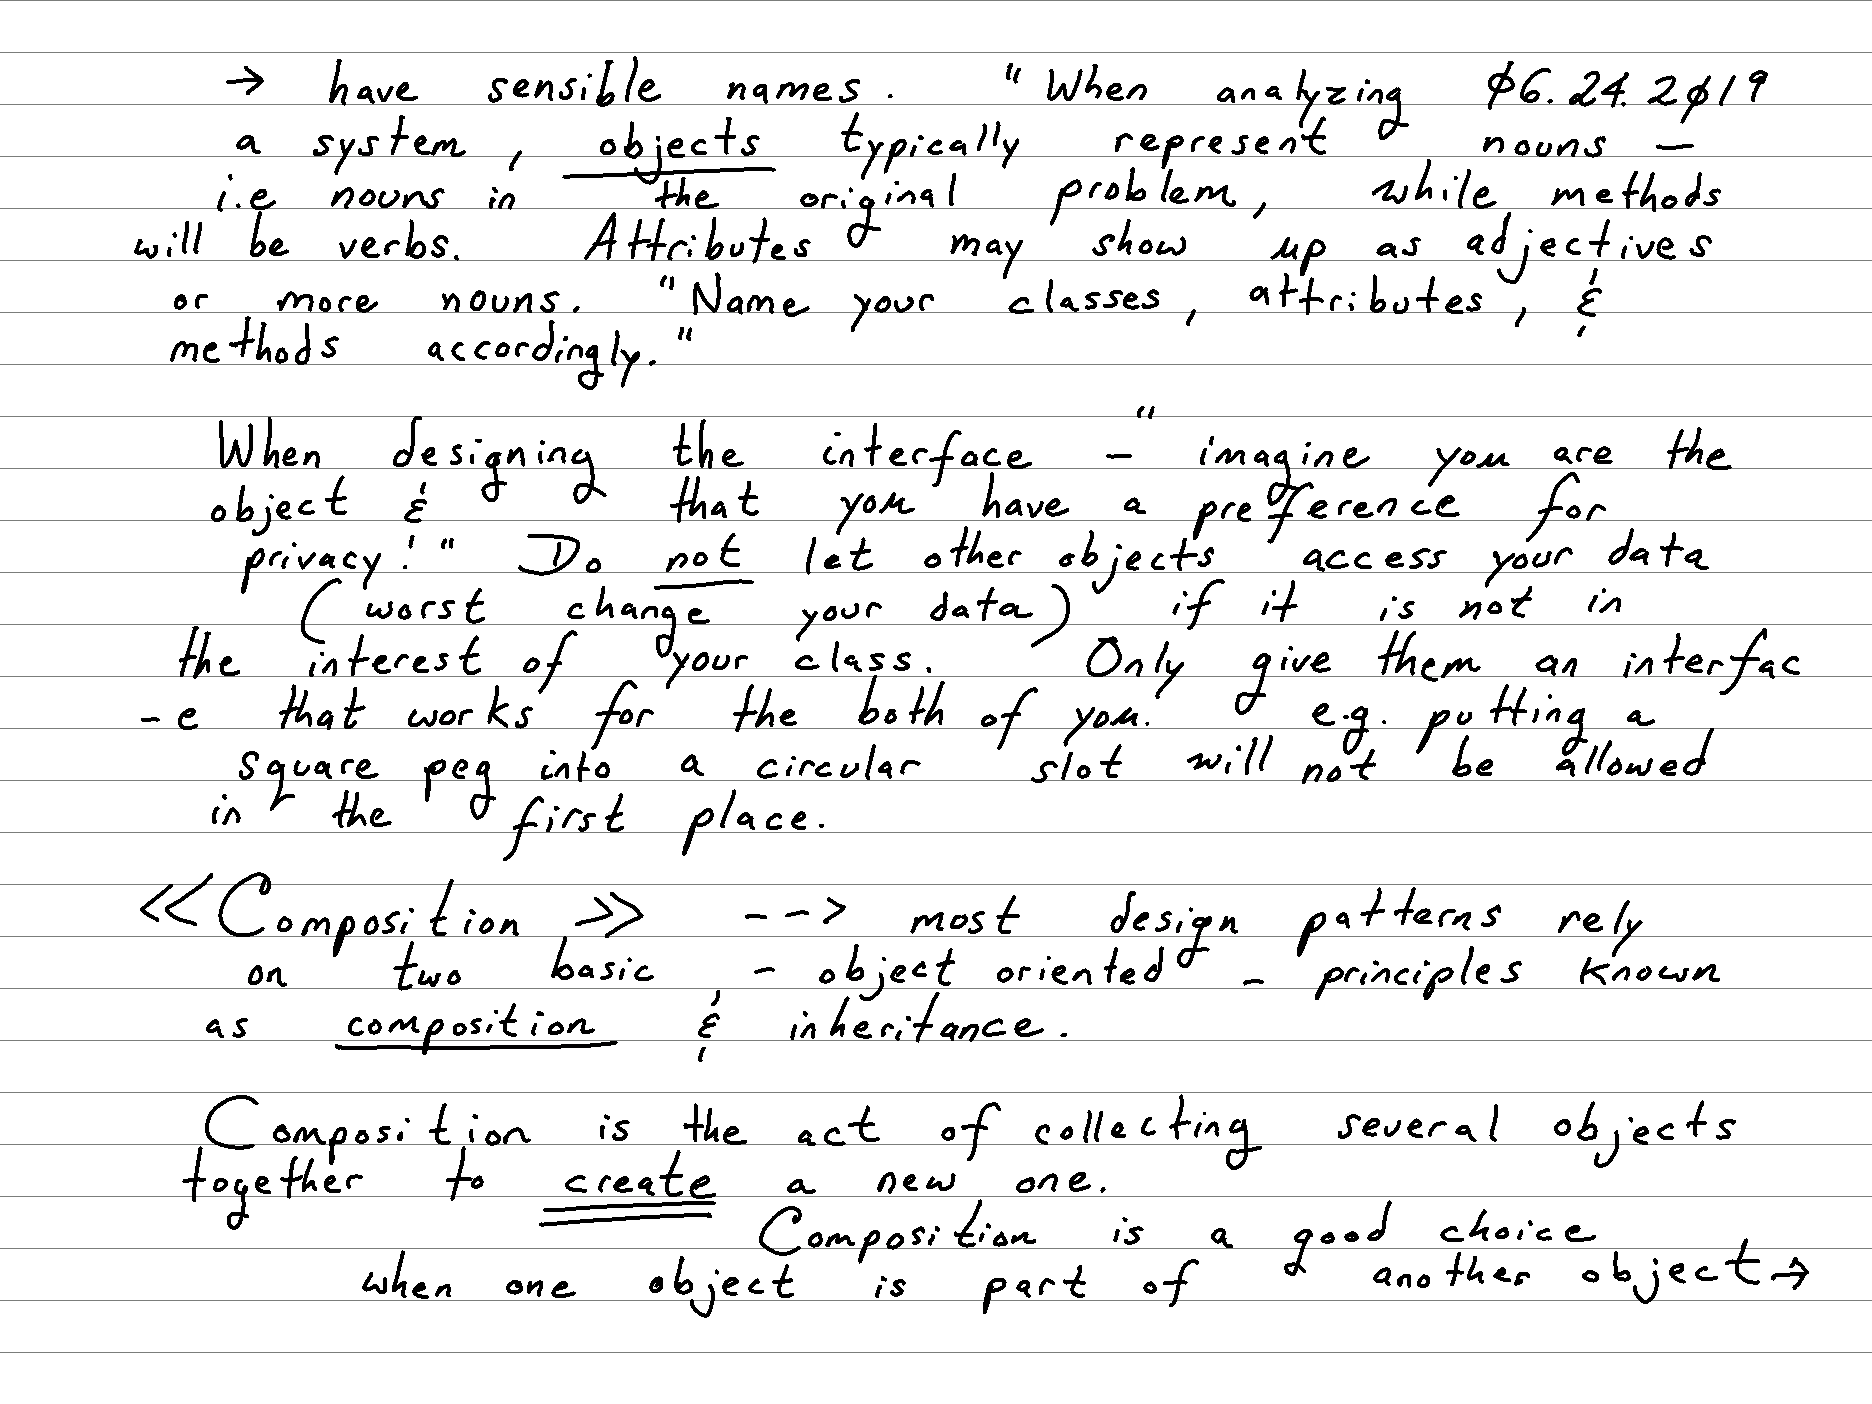 → have sensible names. "When analyzing 06.24.2019
a system, objects typically represent nouns —
i.e nouns in the original problem, while methods
will be verbs. Attributes may show up as adjectives
or more nouns. "Name your classes, attributes, &
methods accordingly."
When designing the interface - "imagine you are the
object & that you have a preference for
privacy!" Do not let other objects access your data
(worst change your data) if it is not in
the interest of your class. Only give them an interfac
-e that works for the both of you. e.g. putting a
square peg into a circular slot will not be allowed
in the first place.
<<Composition >> --> most design patterns rely
on two basic - object oriented - principles known
as composition & inheritance.
Composition is the act of collecting several objects
together to create a new one.
Composition is a good choice
when one object is part of another object→